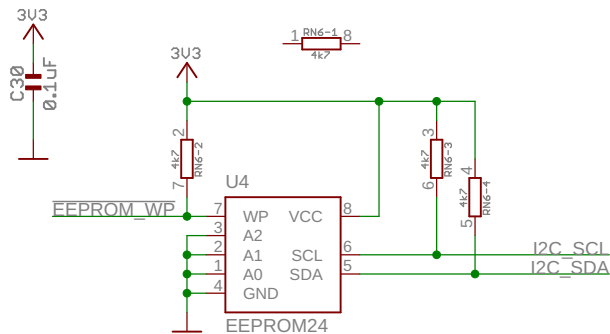 3V3
C30
0.1uF
1 RN6-1 8
4k7
3V3
2
4k7
RN6-2
7
3
4k7
RN6-3
6
4
4k7
RN6-4
5
U4
EEPROM_WP
7 WP VCC 8
3 A2
2 A1 SCL 6
1 A0 SDA 5
4 GND
I2C_SCL
I2C_SDA
EEPROM24